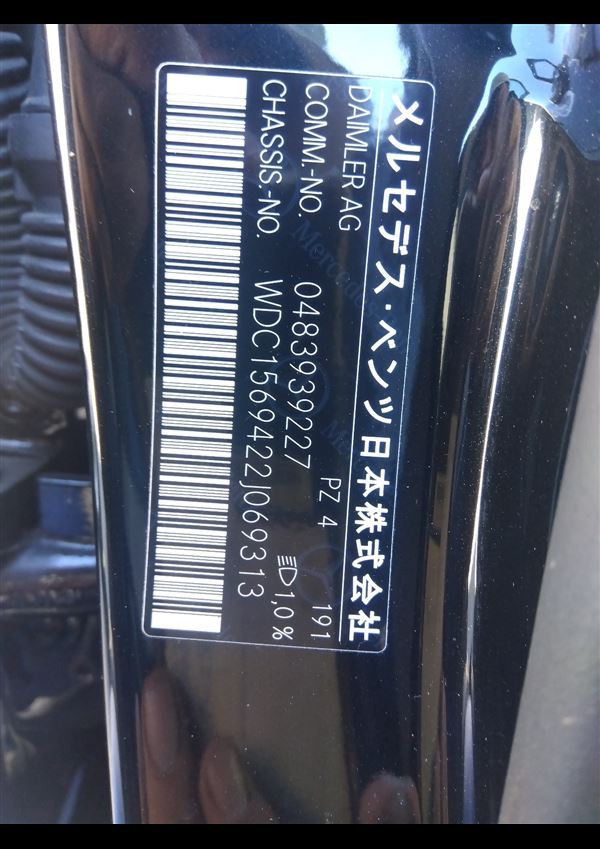 メルセデス・ベンツ日本株式会社
DAIMLER AG 191
COMM.-NO. 0483939227 PZ 4
CHASSIS.-NO. WDC1569422J069313 1,0%